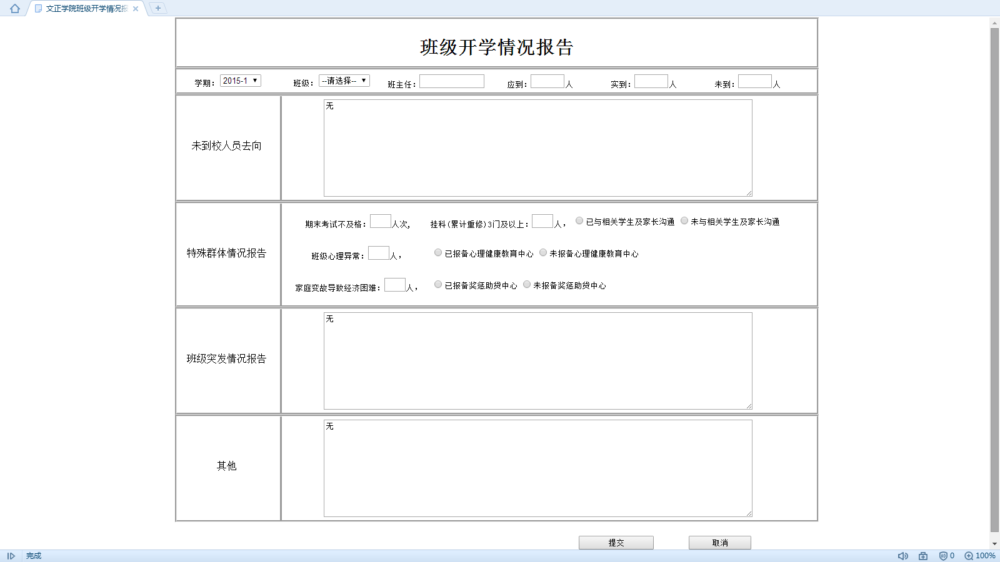 文正学院班级开学情况报
班级开学情况报告
学期： 2015-1 班级： --请选择-- 班主任： 应到： 人 实到： 人 未到： 人
未到校人员去向
无
特殊群体情况报告
期末考试不及格： 人次, 挂科(累计重修)3门及以上： 人， 已与相关学生及家长沟通 未与相关学生及家长沟通
班级心理异常： 人， 已报备心理健康教育中心 未报备心理健康教育中心
家庭变故导致经济困难： 人， 已报备奖惩助贷中心 未报备奖惩助贷中心
班级突发情况报告
无
其他
无
提交 取消
完成 0 100%